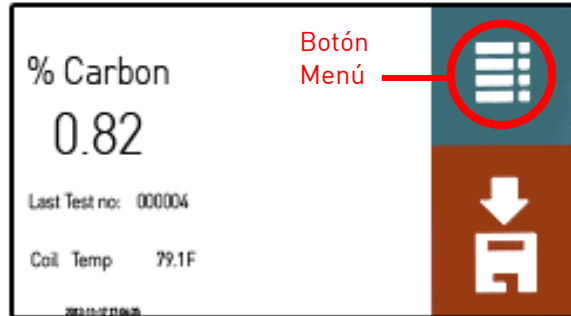 % Carbon
0.82
Last Test no: 000004
Coil Temp 79.1F
Botón
Menú